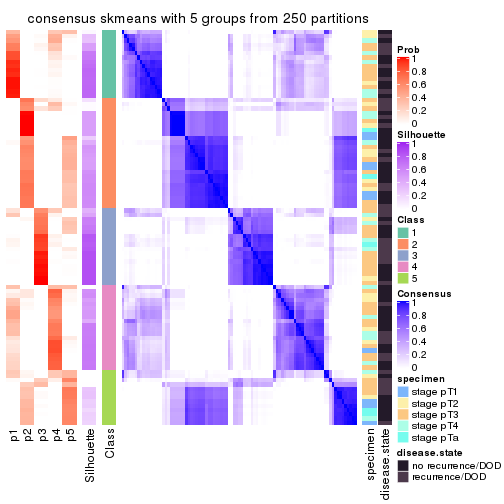 consensus skmeans with 5 groups from 250 partitions
p1
p2
p3
p4
p5
Silhouette
Class
specimen
disease.state
Prob
1
0.8
0.6
0.4
0.2
0
Silhouette
1
0.8
0.6
0.4
0.2
0
Class
1
2
3
4
5
Consensus
1
0.8
0.6
0.4
0.2
0
specimen
stage pT1
stage pT2
stage pT3
stage pT4
stage pTa
disease.state
no recurrence/DOD
recurrence/DOD